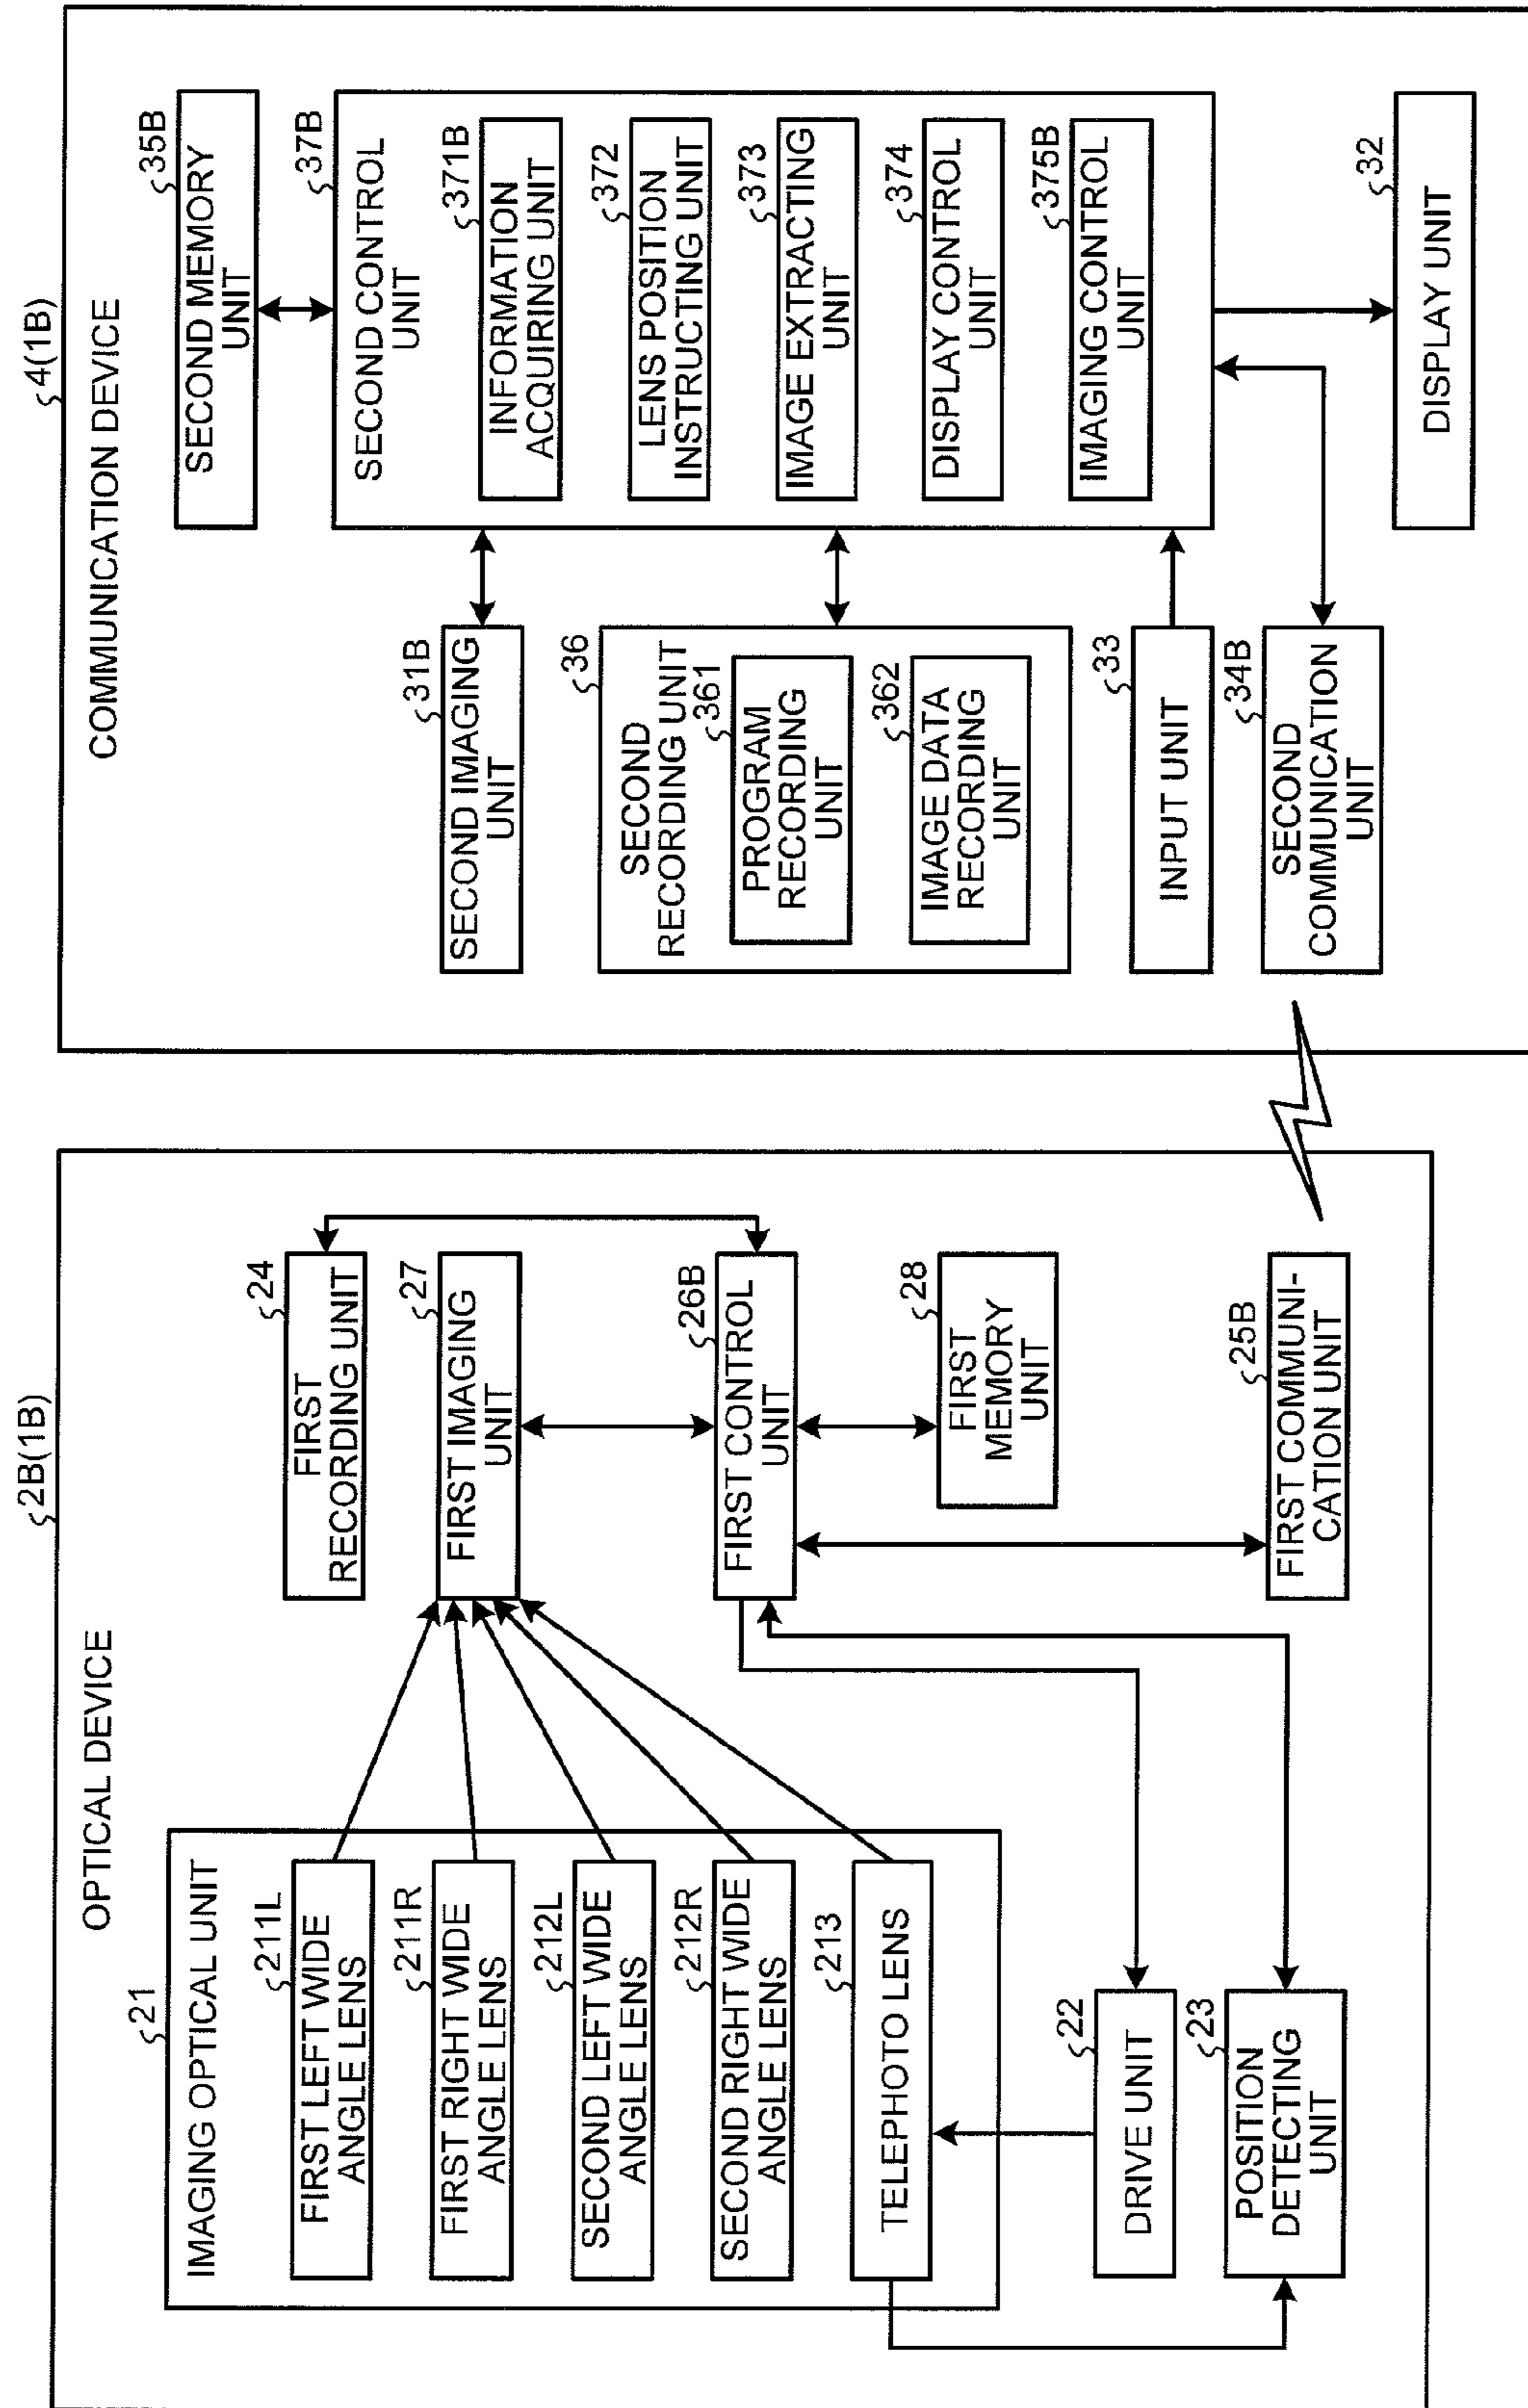 2B(1B)
OPTICAL DEVICE
21
IMAGING OPTICAL UNIT
211L
FIRST LEFT WIDE
ANGLE LENS
211R
FIRST RIGHT WIDE
ANGLE LENS
212L
SECOND LEFT WIDE
ANGLE LENS
212R
SECOND RIGHT WIDE
ANGLE LENS
213
TELEPHOTO LENS
22
DRIVE UNIT
23
POSITION
DETECTING
UNIT
24
FIRST
RECORDING UNIT
27
FIRST IMAGING
UNIT
26B
FIRST CONTROL
UNIT
28
FIRST
MEMORY
UNIT
25B
FIRST COMMUNI-
CATION UNIT
4(1B)
COMMUNICATION DEVICE
31B
SECOND IMAGING
UNIT
36
SECOND
RECORDING UNIT
361
PROGRAM
RECORDING
UNIT
362
IMAGE DATA
RECORDING
UNIT
33
INPUT UNIT
34B
SECOND
COMMUNICATION
UNIT
35B
SECOND MEMORY
UNIT
37B
SECOND CONTROL
UNIT
371B
INFORMATION
ACQUIRING UNIT
372
LENS POSITION
INSTRUCTING UNIT
373
IMAGE EXTRACTING
UNIT
374
DISPLAY CONTROL
UNIT
375B
IMAGING CONTROL
UNIT
32
DISPLAY UNIT